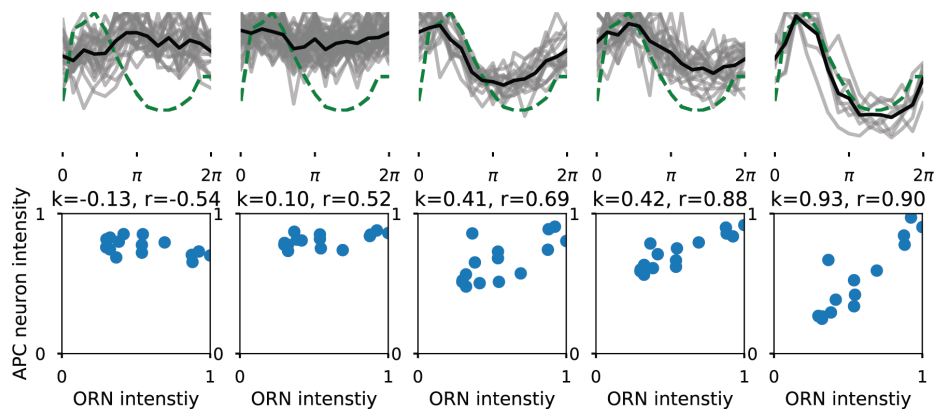 0 π 2π 0 π 2π 0 π 2π 0 π 2π 0 π 2π
k=-0.13, r=-0.54 k=0.10, r=0.52 k=0.41, r=0.69 k=0.42, r=0.88 k=0.93, r=0.90
APC neuron intensity
1 1 1 1 1
0 0 0 0 0
0 1 0 1 0 1 0 1 0 1
ORN intenstiy ORN intenstiy ORN intenstiy ORN intenstiy ORN intenstiy